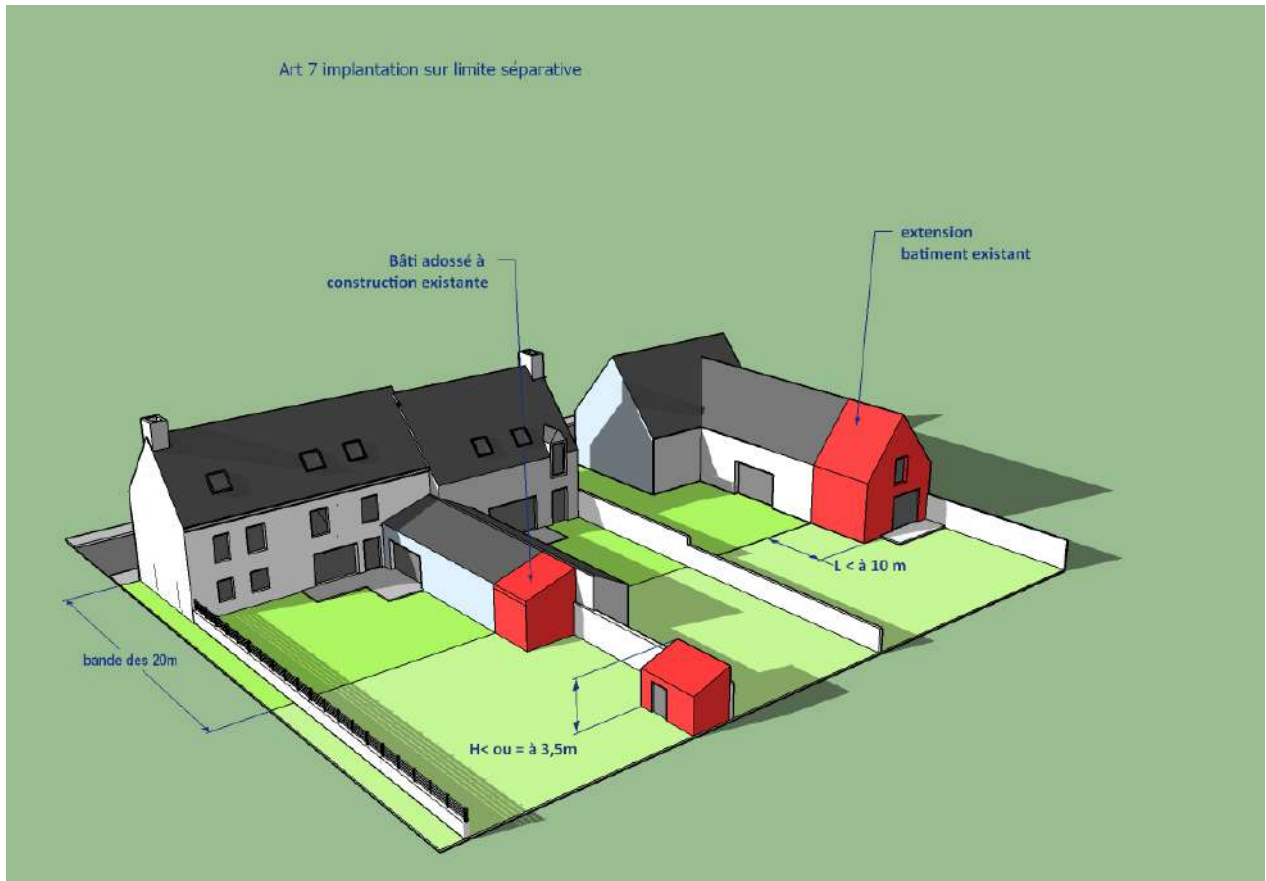 Art 7 implantation sur limite séparative
extension
batiment existant
Bâti adossé à
construction existante
L < à 10 m
bande des 20m
H< ou = à 3,5m